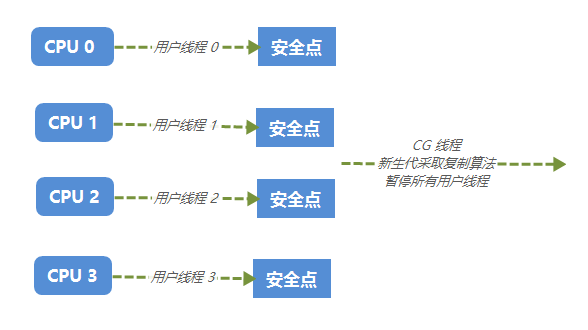 CPU 0
用户线程 0
安全点
CPU 1
用户线程 1
安全点
CG 线程
新生代采取复制算法
暂停所有用户线程
CPU 2
用户线程 2
安全点
CPU 3
用户线程 3
安全点